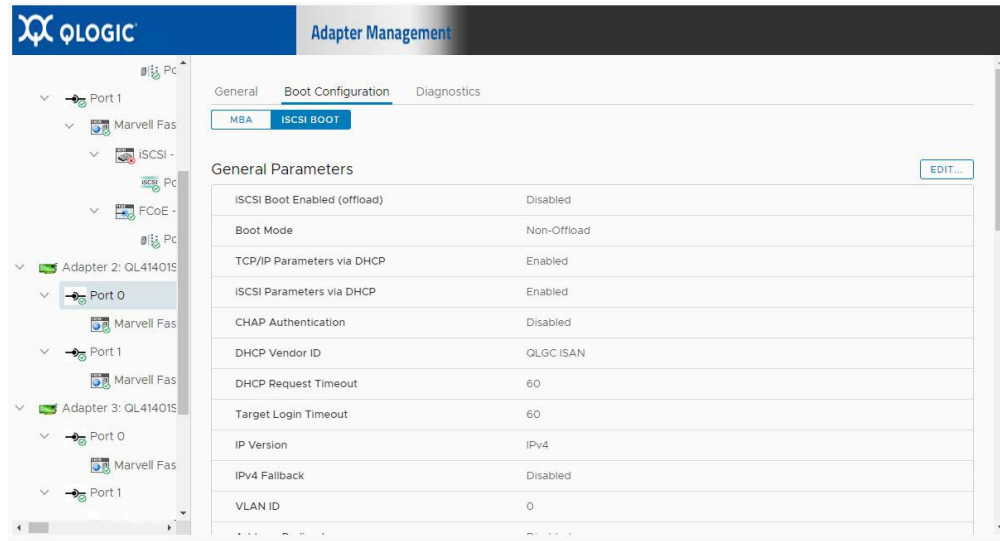 QLOGIC
Adapter Management
Pc
Port 1
Marvell Fas
iSCSI -
iSCSI Pc
FCoE -
Pc
Adapter 2: QL41401S
Port 0
Marvell Fas
Port 1
Marvell Fas
Adapter 3: QL41401S
Port 0
Marvell Fas
Port 1
General Boot Configuration Diagnostics
MBA ISCSI BOOT
General Parameters EDIT...
iSCSI Boot Enabled (offload) Disabled
Boot Mode Non-Offload
TCP/IP Parameters via DHCP Enabled
iSCSI Parameters via DHCP Enabled
CHAP Authentication Disabled
DHCP Vendor ID QLGC ISAN
DHCP Request Timeout 60
Target Login Timeout 60
IP Version IPv4
IPv4 Fallback Disabled
VLAN ID 0